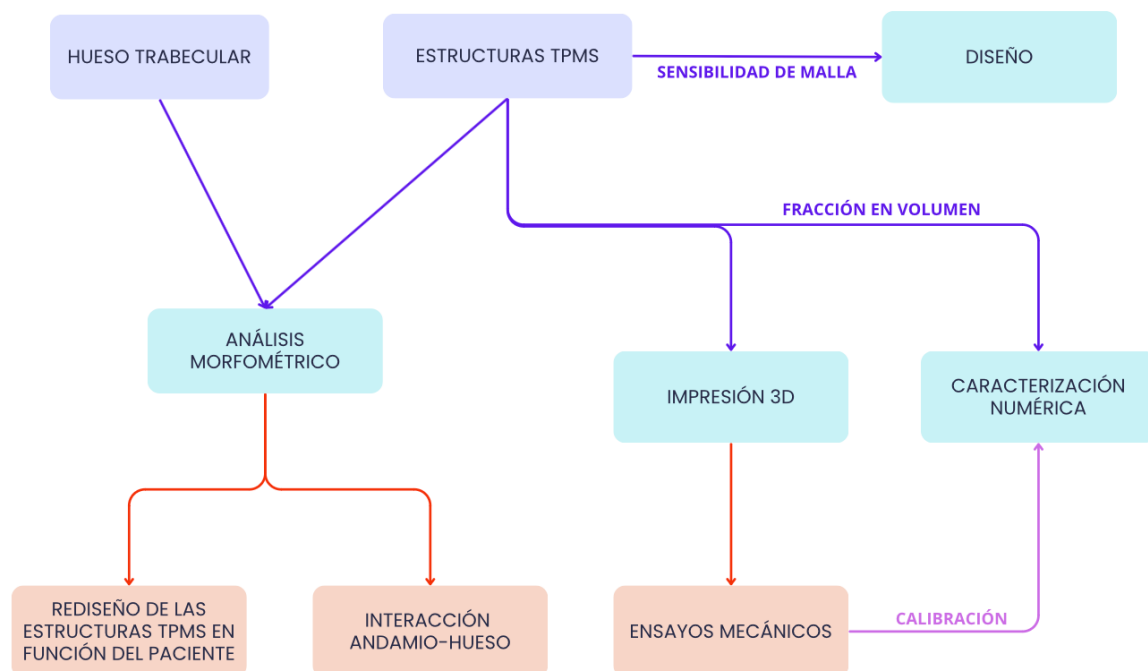 HUESO TRABECULAR
ESTRUCTURAS TPMS
SENSIBILIDAD DE MALLA
DISEÑO
FRACCIÓN EN VOLUMEN
ANÁLISIS
MORFOMÉTRICO
IMPRESIÓN 3D
CARACTERIZACIÓN
NUMÉRICA
REDISEÑO DE LAS
ESTRUCTURAS TPMS EN
FUNCIÓN DEL PACIENTE
INTERACCIÓN
ANDAMIO-HUESO
ENSAYOS MECÁNICOS
CALIBRACIÓN